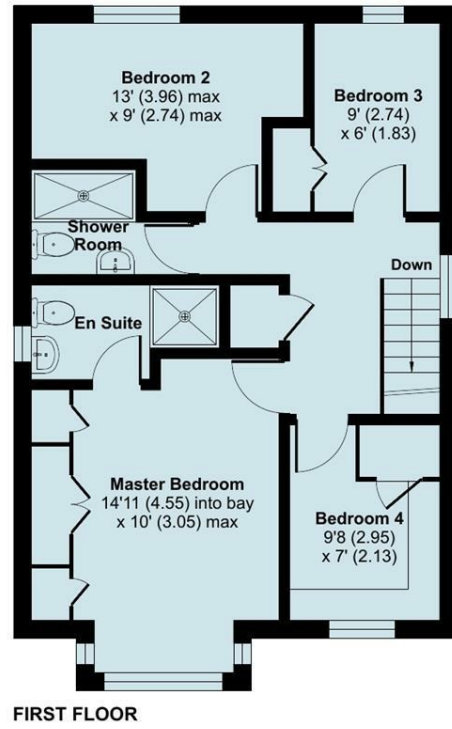 Bedroom 2
13' (3.96) max
x 9' (2.74) max
Bedroom 3
9' (2.74)
x 6' (1.83)
Shower
Room
Down
En Suite
Master Bedroom
14'11 (4.55) into bay
x 10' (3.05) max
Bedroom 4
9'8 (2.95)
x 7' (2.13)
FIRST FLOOR